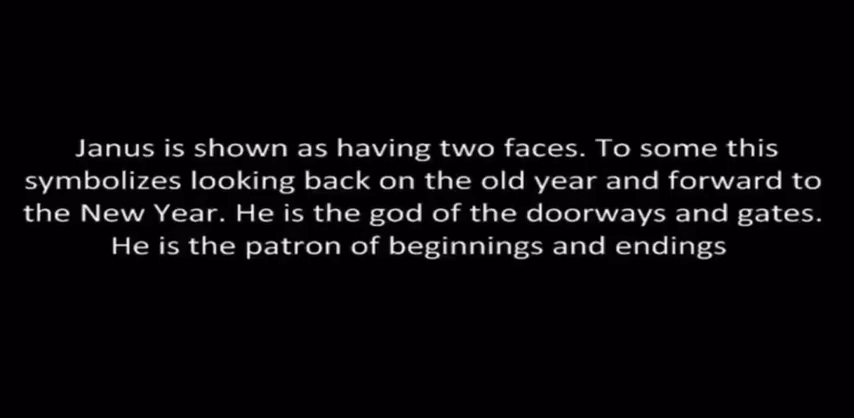 Janus is shown as having two faces. To some this
symbolizes looking back on the old year and forward to
the New Year. He is the god of the doorways and gates.
He is the patron of beginnings and endings